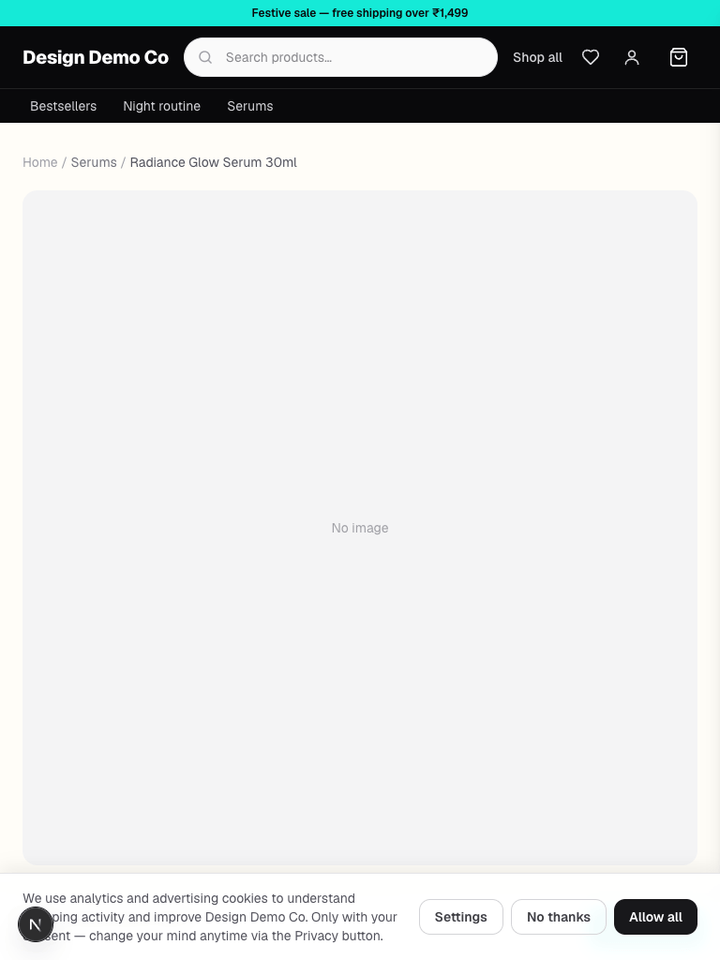 Festive sale — free shipping over ₹1,499
Design Demo Co
Search products…
Shop all
Bestsellers
Night routine
Serums
Home / Serums / Radiance Glow Serum 30ml
No image
We use analytics and advertising cookies to understand
activity and improve Design Demo Co. Only with your
— change your mind anytime via the Privacy button.
Settings
No thanks
Allow all
N